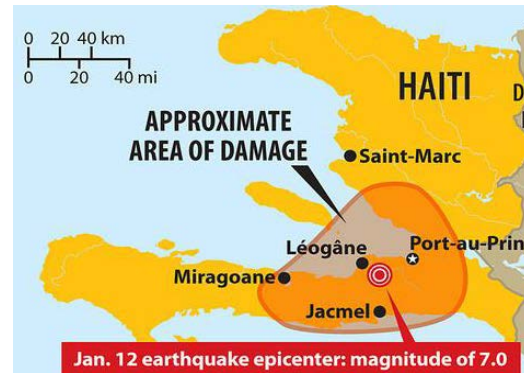 0 20 40 km
0 20 40 mi
HAITI
D
APPROXIMATE
AREA OF DAMAGE
Saint-Marc
Léogâne
Port-au-Prin
Miragoane
Jacmel
Jan. 12 earthquake epicenter: magnitude of 7.0